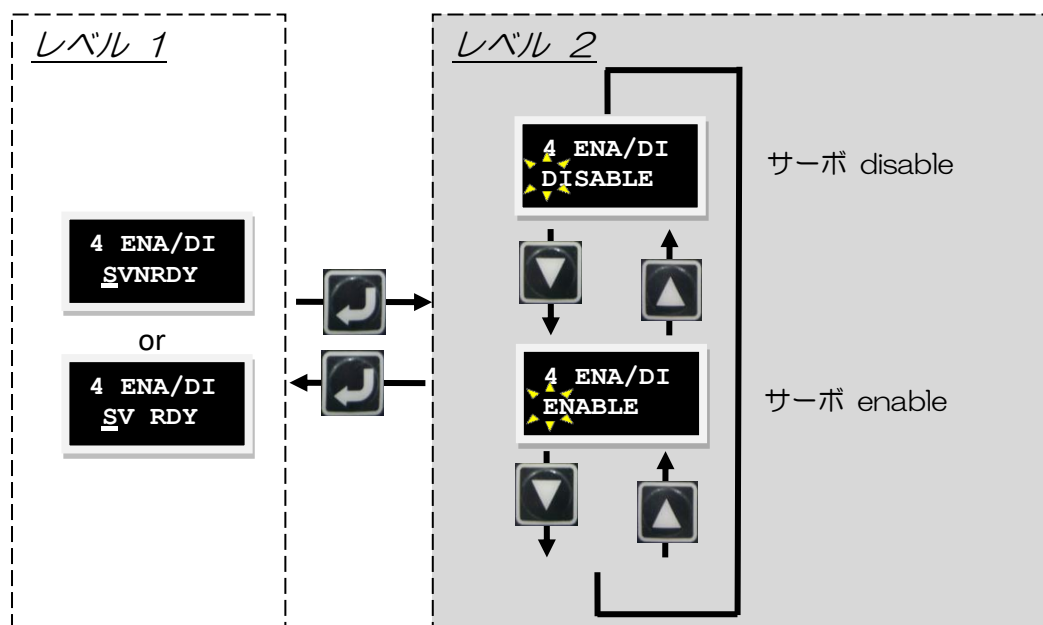 レベル 1
4 ENA/DI
SVNRDY
or
4 ENA/DI
SV RDY
レベル 2
4 ENA/DI
DISABLE
サーボ disable
4 ENA/DI
ENABLE
サーボ enable